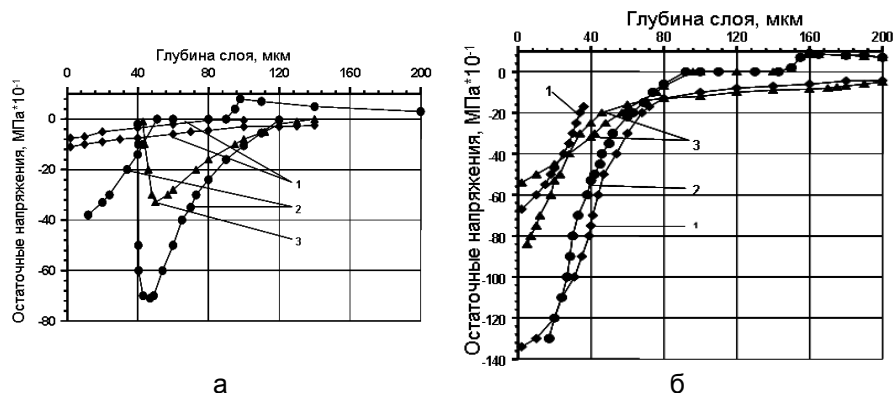 Глубина слоя, мкм
0 40 80 120 160 200
Остаточные напряжения, МПа*10⁻¹
10
0
-20
-40
-60
-80
1
2
3
а
Глубина слоя, мкм
0 40 80 120 160 200
Остаточные напряжения, МПа*10⁻¹
0
-20
-40
-60
-80
-100
-120
-140
1
3
2
1
б